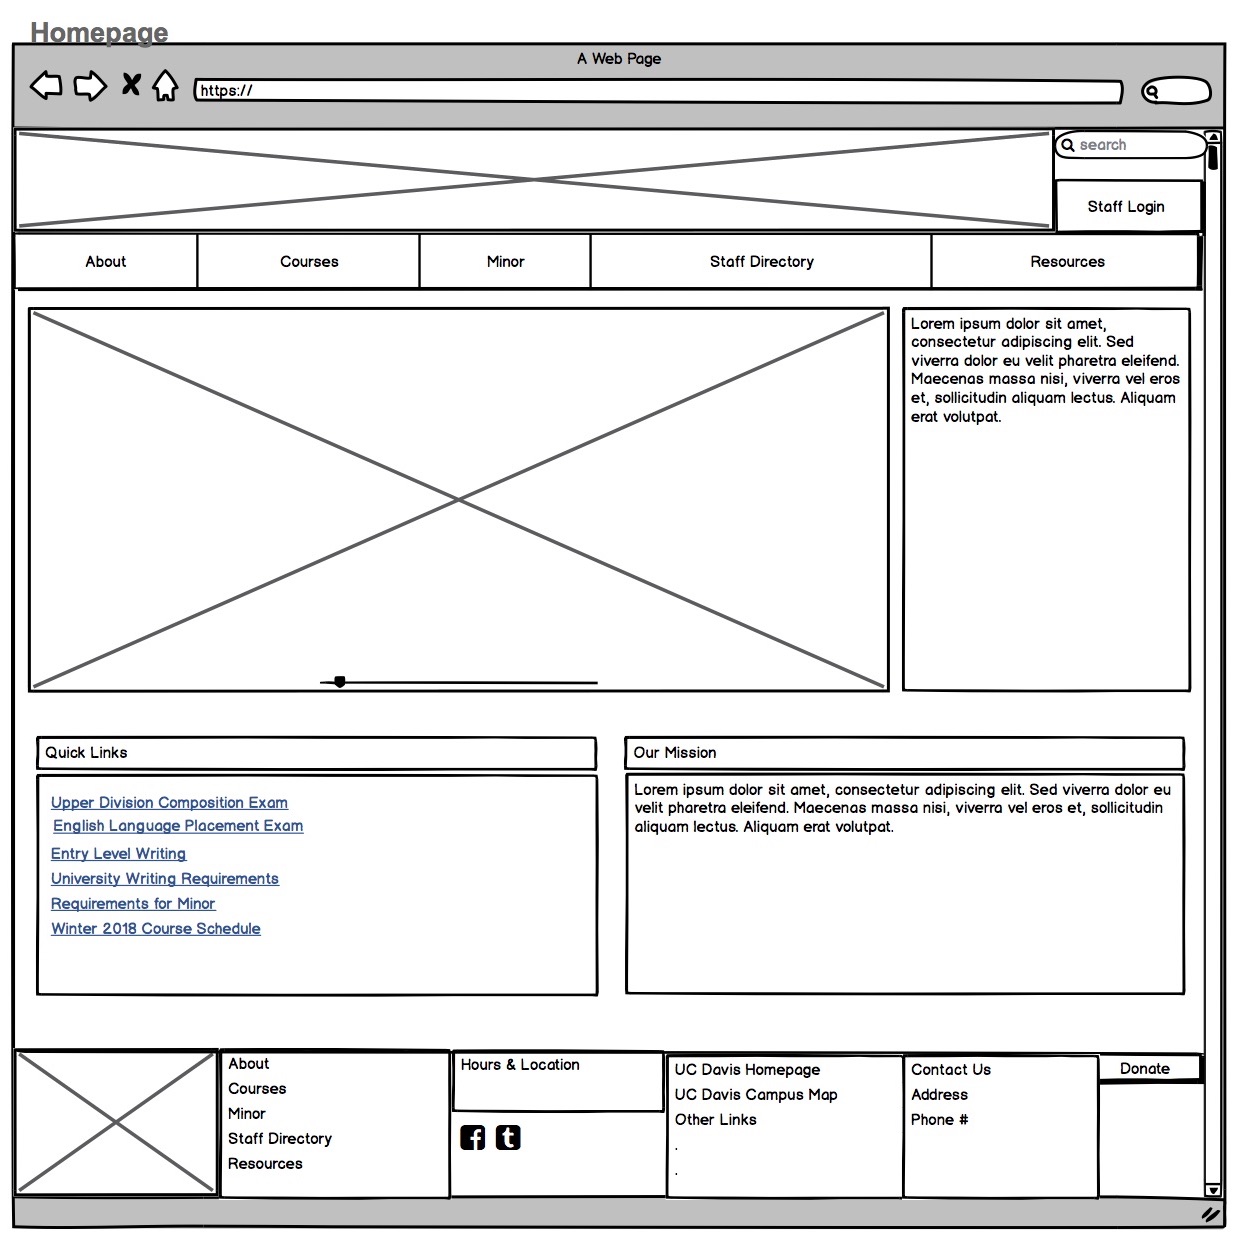 Homepage
A Web Page
https://
search
Staff Login
About
Courses
Minor
Staff Directory
Resources
Lorem ipsum dolor sit amet,
consectetur adipiscing elit. Sed
viverra dolor eu velit pharetra eleifend.
Maecenas massa nisi, viverra vel eros
et, sollicitudin aliquam lectus. Aliquam
erat volutpat.
Quick Links
Upper Division Composition Exam
English Language Placement Exam
Entry Level Writing
University Writing Requirements
Requirements for Minor
Winter 2018 Course Schedule
Our Mission
Lorem ipsum dolor sit amet, consectetur adipiscing elit. Sed viverra dolor eu
velit pharetra eleifend. Maecenas massa nisi, viverra vel eros et, sollicitudin
aliquam lectus. Aliquam erat volutpat.
About
Courses
Minor
Staff Directory
Resources
Hours & Location
UC Davis Homepage
UC Davis Campus Map
Other Links
.
.
Contact Us
Address
Phone #
Donate